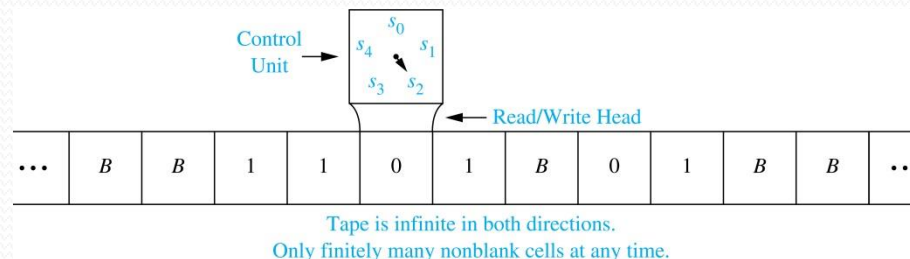 s0
Control
Unit
s4
s1
s3
s2
Read/Write Head
... B B 1 1 0 1 B 0 1 B B ..
Tape is infinite in both directions.
Only finitely many nonblank cells at any time.